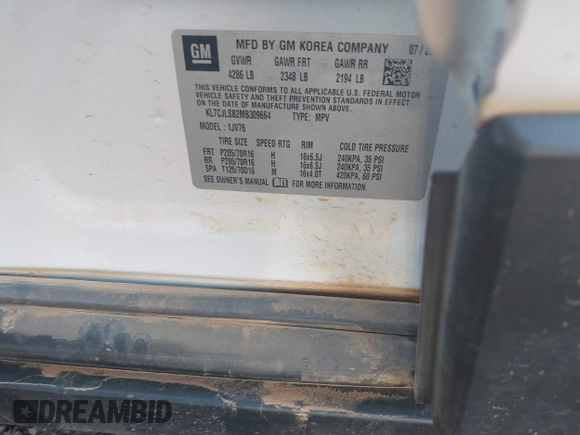 GM
MFD BY GM KOREA COMPANY 07/2
GVWR GAWR FRT GAWR RR
4286 LB 2348 LB 2194 LB
THIS VEHICLE CONFORMS TO ALL APPLICABLE U.S. FEDERAL MOTOR
VEHICLE SAFETY AND THEFT PREVENTION STANDARDS IN EFFECT ON
THE DATE OF MANUFACTURE SHOWN ABOVE.
KL7CJLSB2MB309664 TYPE: MPV
MODEL: 1JV76
TIRE SIZE SPEED RTG RIM COLD TIRE PRESSURE
FRT P205/70R16 H 16x6.5J 240KPA, 35 PSI
RR P205/70R16 H 16x6.5J 240KPA, 35 PSI
SPA T125/70D16 M 16x4.0T 420KPA, 60 PSI
SEE OWNER'S MANUAL FOR MORE INFORMATION.
DREAMBID